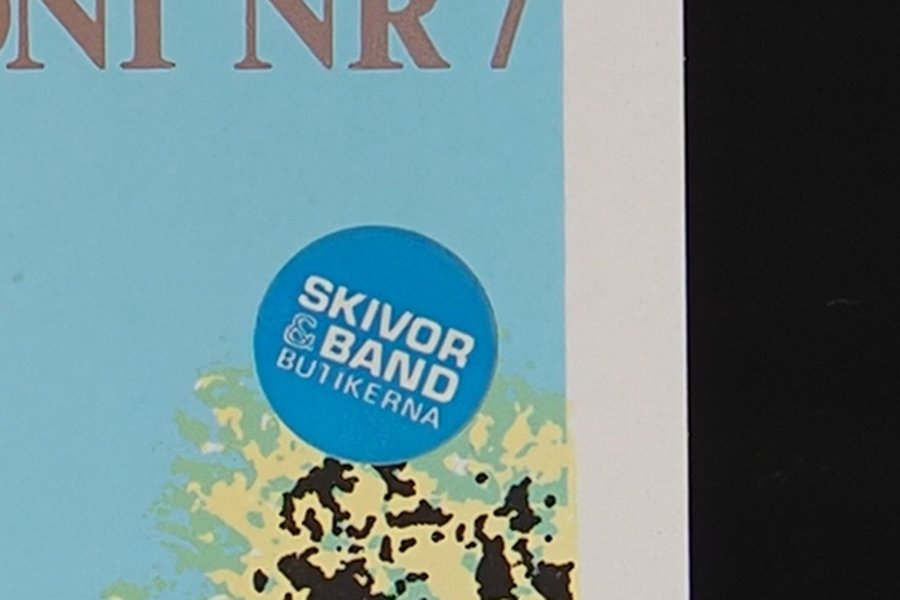 NR 7
SKIVOR
& BAND
BUTIKERNA